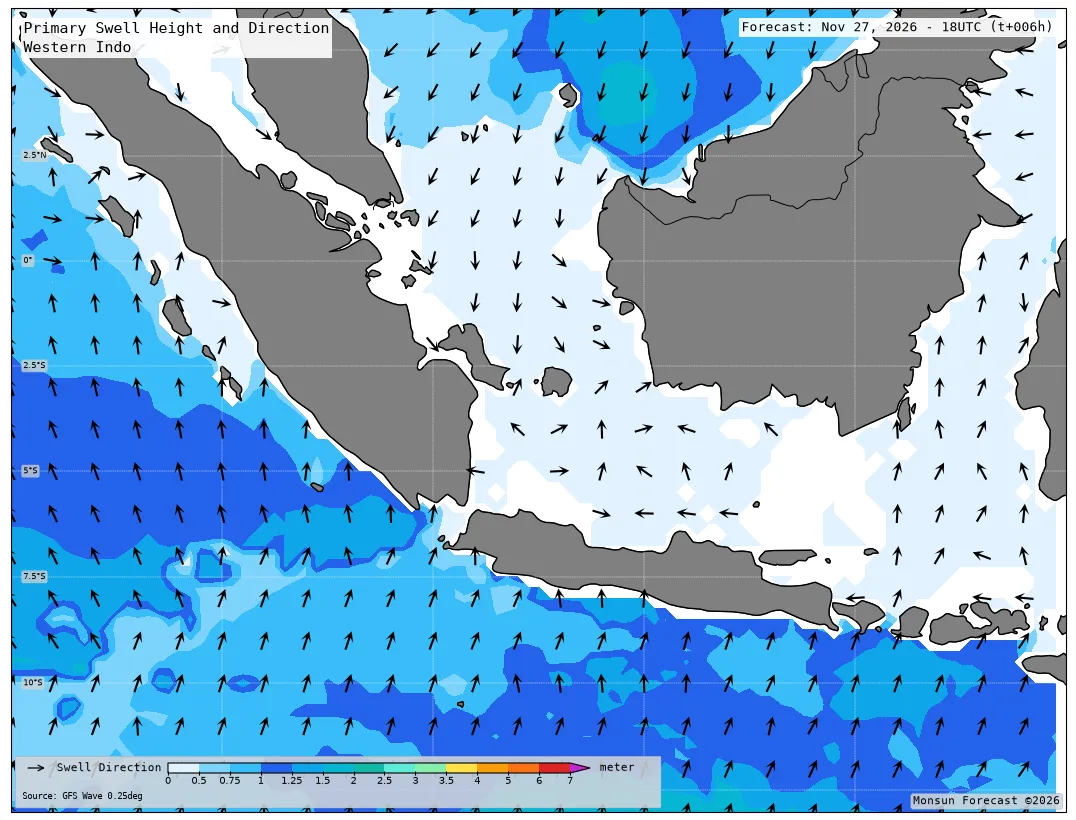 Primary Swell Height and Direction
Western Indo
Forecast: Nov 27, 2026 - 18UTC (t+006h)
2.5°N
0°
2.5°S
5°S
7.5°S
10°S
Swell Direction
0 0.5 0.75 1 1.25 1.5 2 2.5 3 3.5 4 5 6 7
meter
Source: GFS Wave 0.25deg
Monsun Forecast ©2026